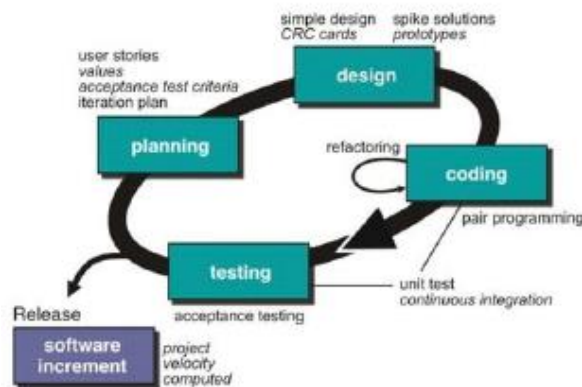 simple design
CRC cards
spike solutions
prototypes
design
user stories
values
acceptance test criteria
iteration plan
planning
refactoring
coding
pair programming
testing
acceptance testing
unit test
continuous integration
Release
software
increment
project
velocity
computed